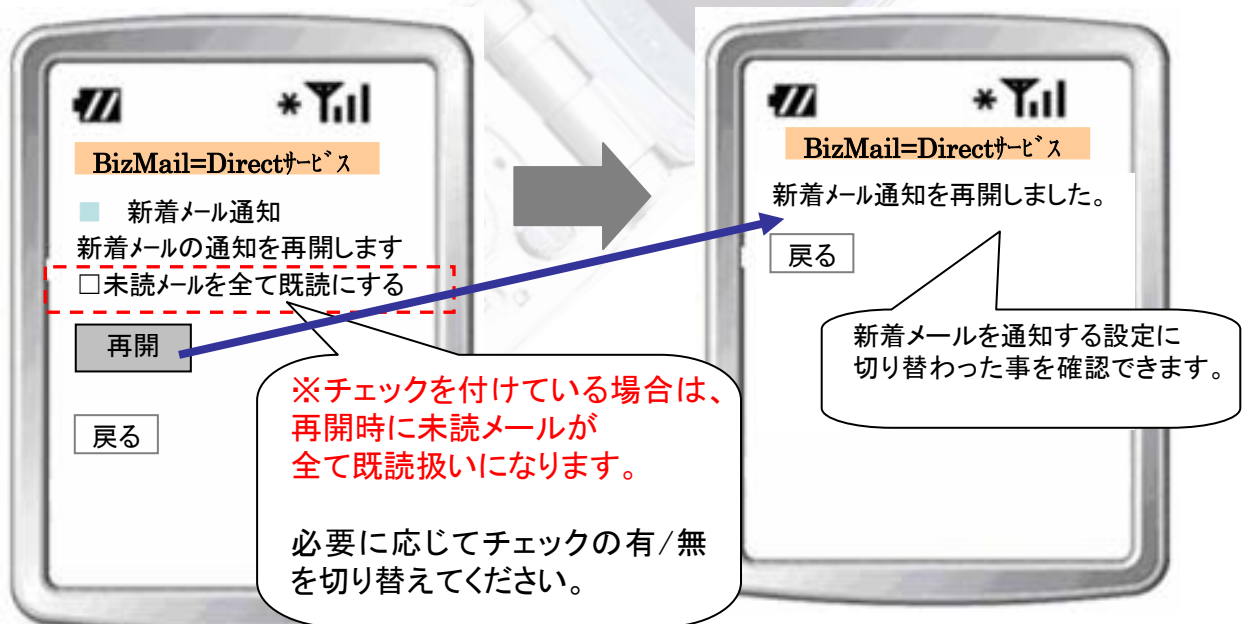 BizMail=Directｻｰﾋﾞｽ
■ 新着ﾒｰﾙ通知
新着ﾒｰﾙの通知を再開します
□未読ﾒｰﾙを全て既読にする
再開
戻る
※チェックを付けている場合は、
再開時に未読メールが
全て既読扱いになります。
必要に応じてチェックの有/無
を切り替えてください。
BizMail=Directｻｰﾋﾞｽ
新着ﾒｰﾙ通知を再開しました。
戻る
新着メールを通知する設定に
切り替わった事を確認できます。